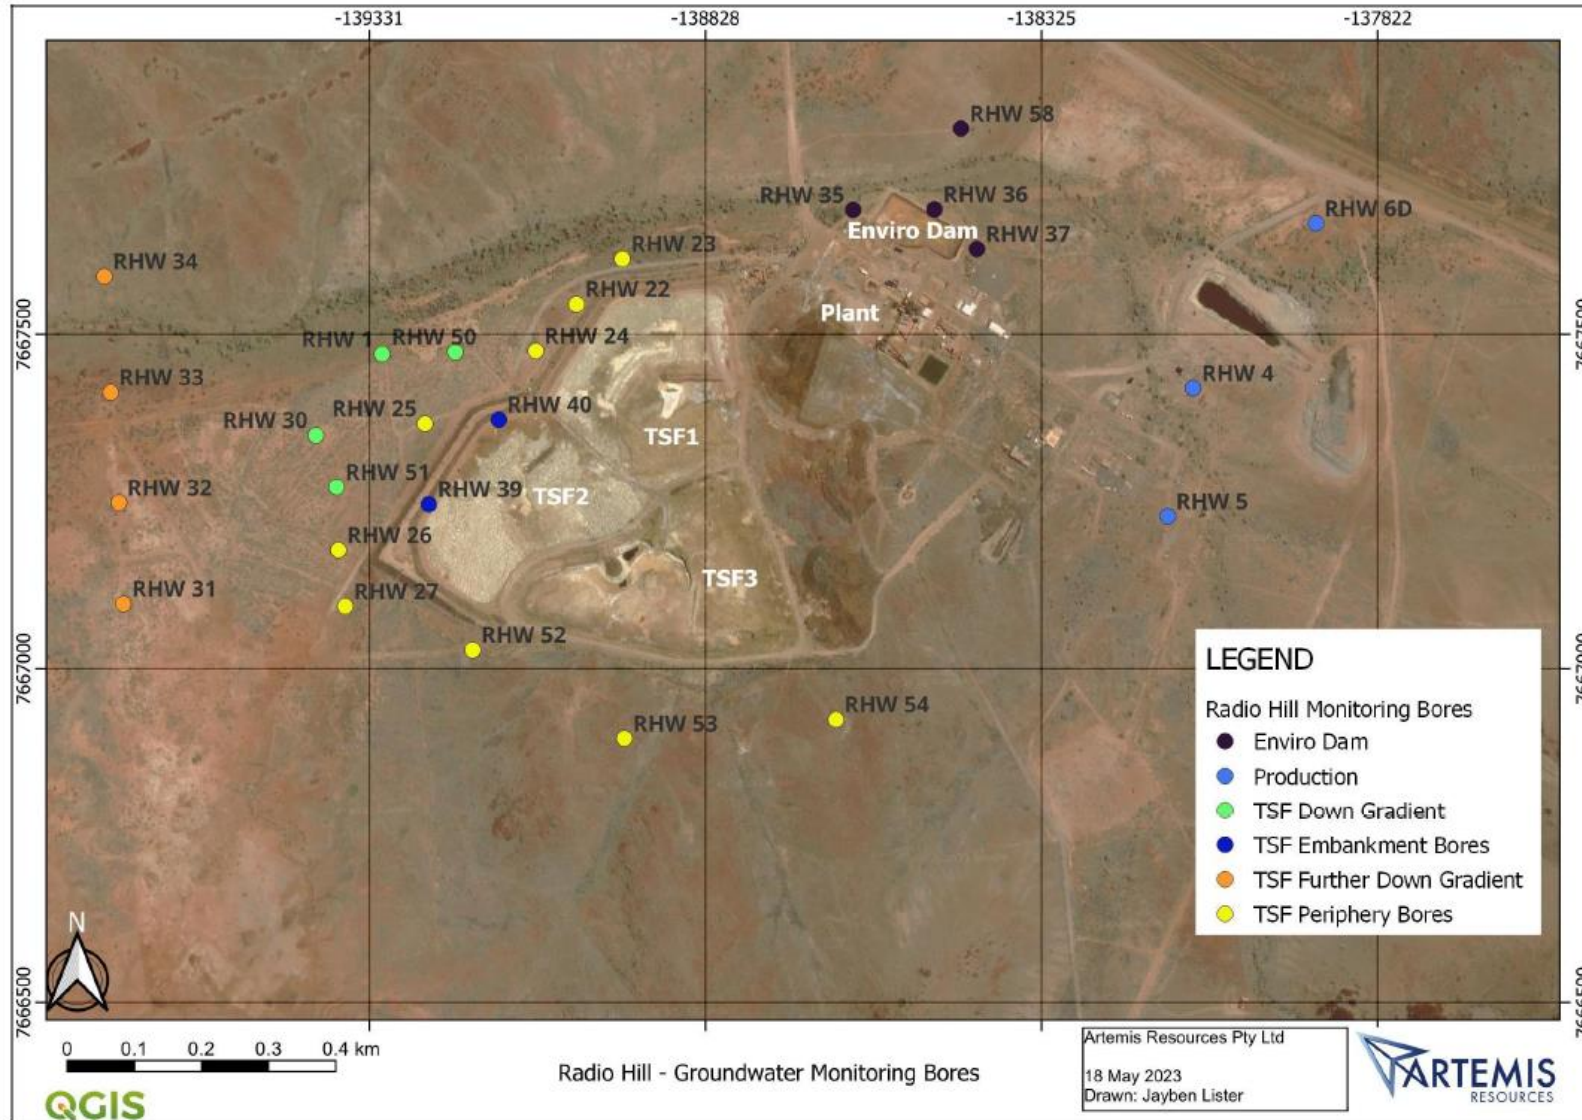 -139331
-138828
-138325
-137822
RHW 58
RHW 35
RHW 36
RHW 6D
Enviro Dam
RHW 37
RHW 23
RHW 34
RHW 22
Plant
7667500
7667500
RHW 1
RHW 50
RHW 24
RHW 33
RHW 4
RHW 25
RHW 40
RHW 30
TSF1
RHW 51
RHW 32
RHW 39
TSF2
RHW 5
RHW 26
TSF3
RHW 31
RHW 27
RHW 52
7667000
7667000
RHW 54
RHW 53
LEGEND
Radio Hill Monitoring Bores
Enviro Dam
Production
TSF Down Gradient
TSF Embankment Bores
TSF Further Down Gradient
TSF Periphery Bores
N
7666500
7666500
0 0.1 0.2 0.3 0.4 km
QGIS
Radio Hill - Groundwater Monitoring Bores
Artemis Resources Pty Ltd
18 May 2023
Drawn: Jayben Lister
ARTEMIS
RESOURCES